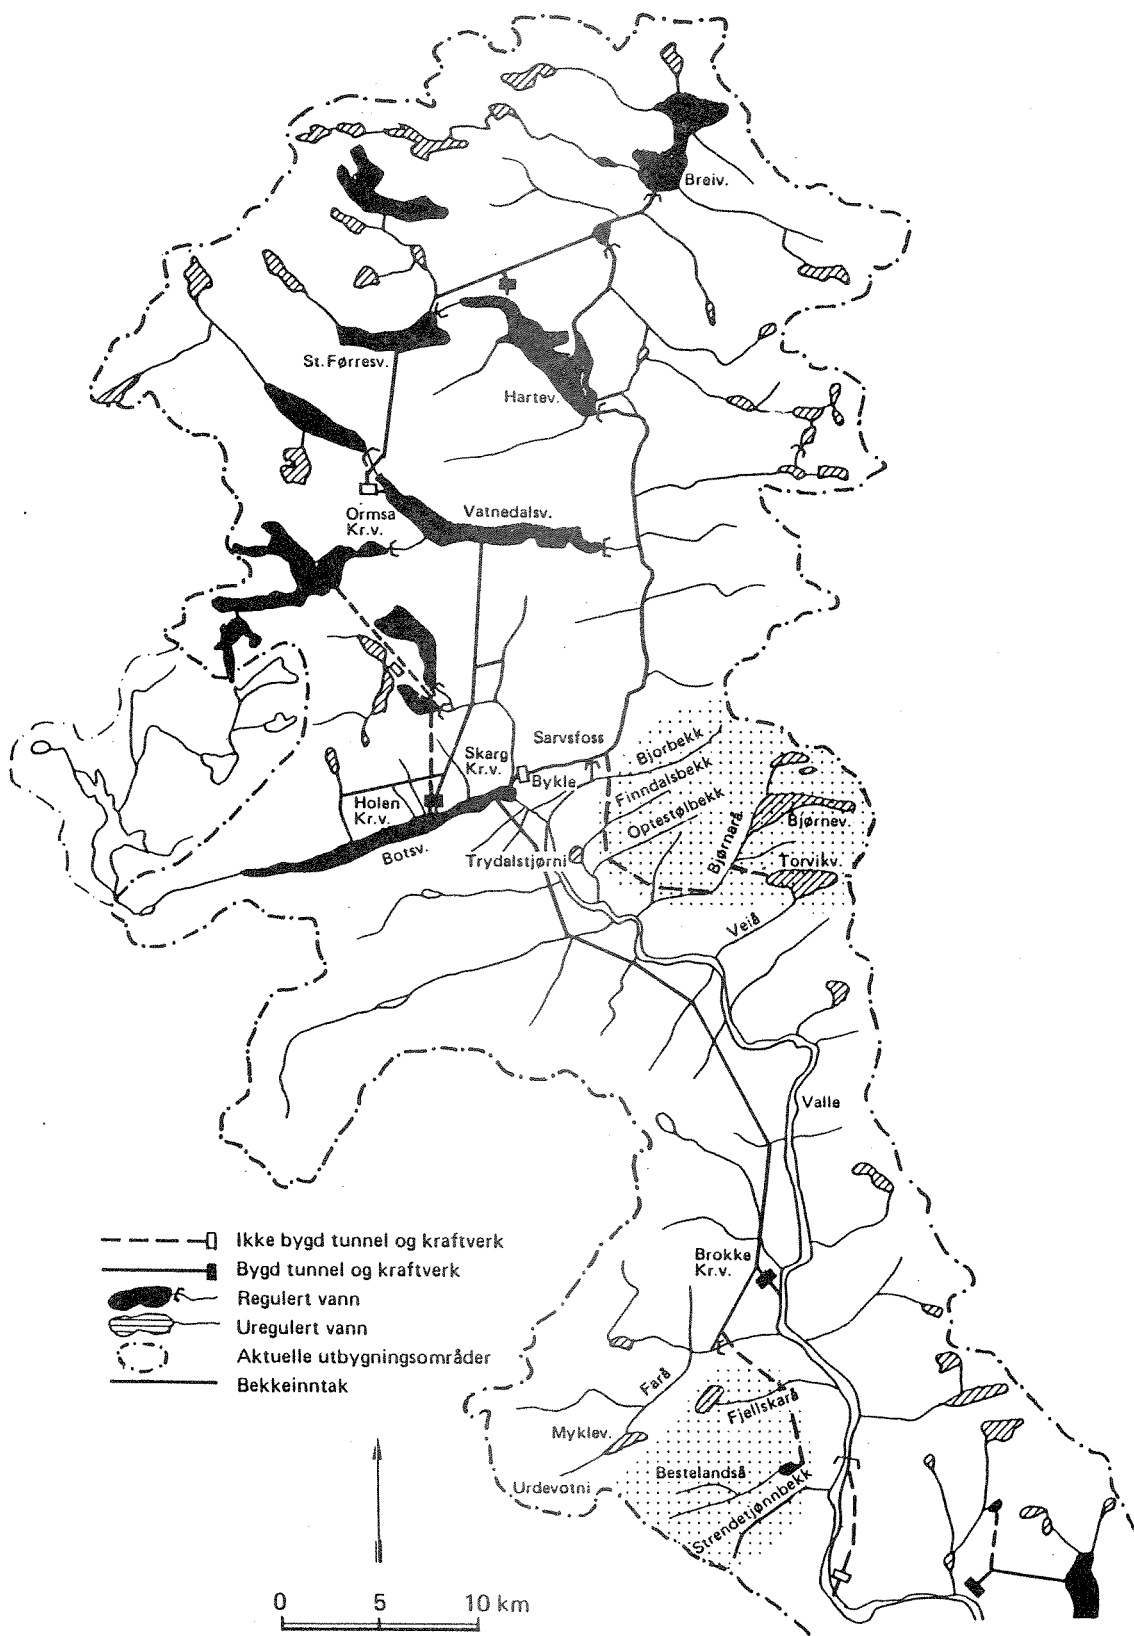 Breiv.
St. Førresv.
Hartev.
Ormsa
Kr.v.
Vatnedalsv.
Sarvsfoss
Bjorbekk
Skarg
Kr.v.
Bykle
Finndalsbekk
Holen
Kr.v.
Optestølbekk
Bjørnarå
Bjørnev.
Botsv.
Trydalstjørni
Torvikv.
Veiå
Valle
Ikke bygd tunnel og kraftverk
Bygd tunnel og kraftverk
Regulert vann
Uregulert vann
Aktuelle utbygningsområder
Bekkeinntak
Brokke
Kr.v.
Farå
Fjellskarå
Myklev.
Bestelandså
Urdevotni
Strendetjønnbekk
0 5 10 km